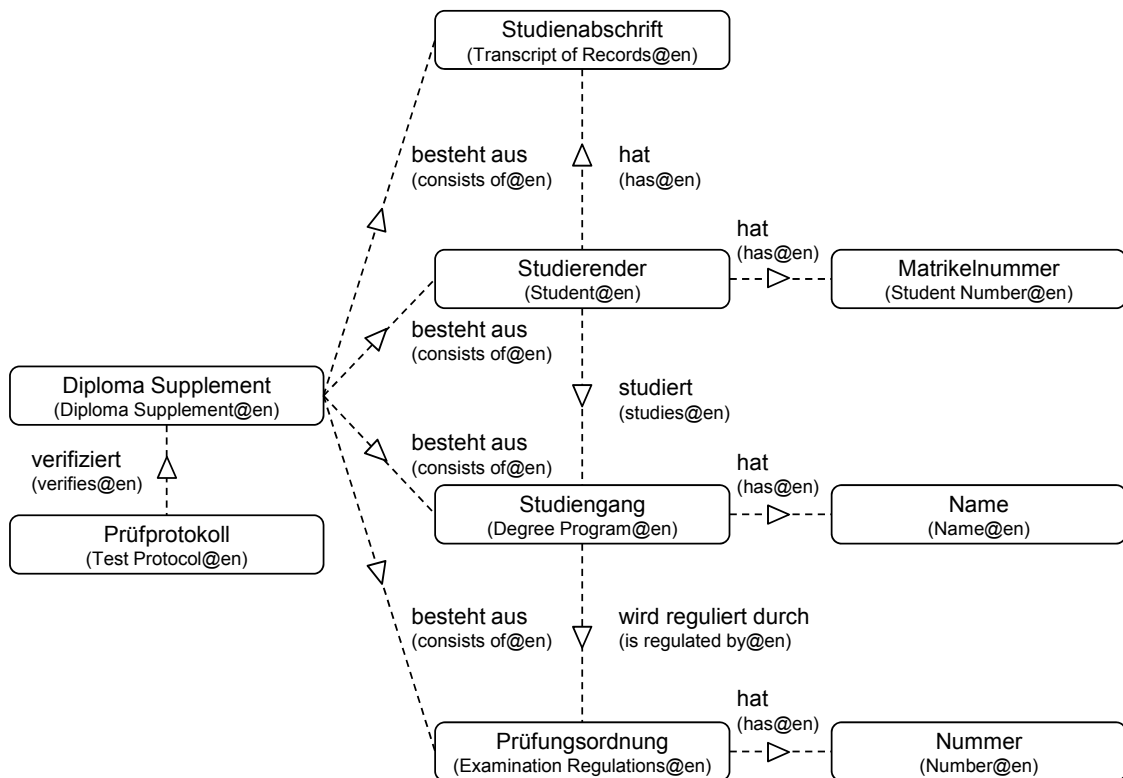 Studienabschrift
(Transcript of Records@en)
besteht aus
(consists of@en)
hat
(has@en)
hat
(has@en)
Studierender
(Student@en)
Matrikelnummer
(Student Number@en)
besteht aus
(consists of@en)
Diploma Supplement
(Diploma Supplement@en)
studiert
(studies@en)
verifiziert
(verifies@en)
besteht aus
(consists of@en)
hat
(has@en)
Studiengang
(Degree Program@en)
Name
(Name@en)
Prüfprotokoll
(Test Protocol@en)
besteht aus
(consists of@en)
wird reguliert durch
(is regulated by@en)
hat
(has@en)
Prüfungsordnung
(Examination Regulations@en)
Nummer
(Number@en)